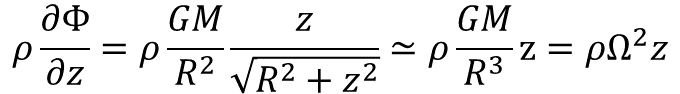 ρ ∂Φ/∂z = ρ GM/R² z/√(R² + z²) ≃ ρ GM/R³ z = ρΩ²z